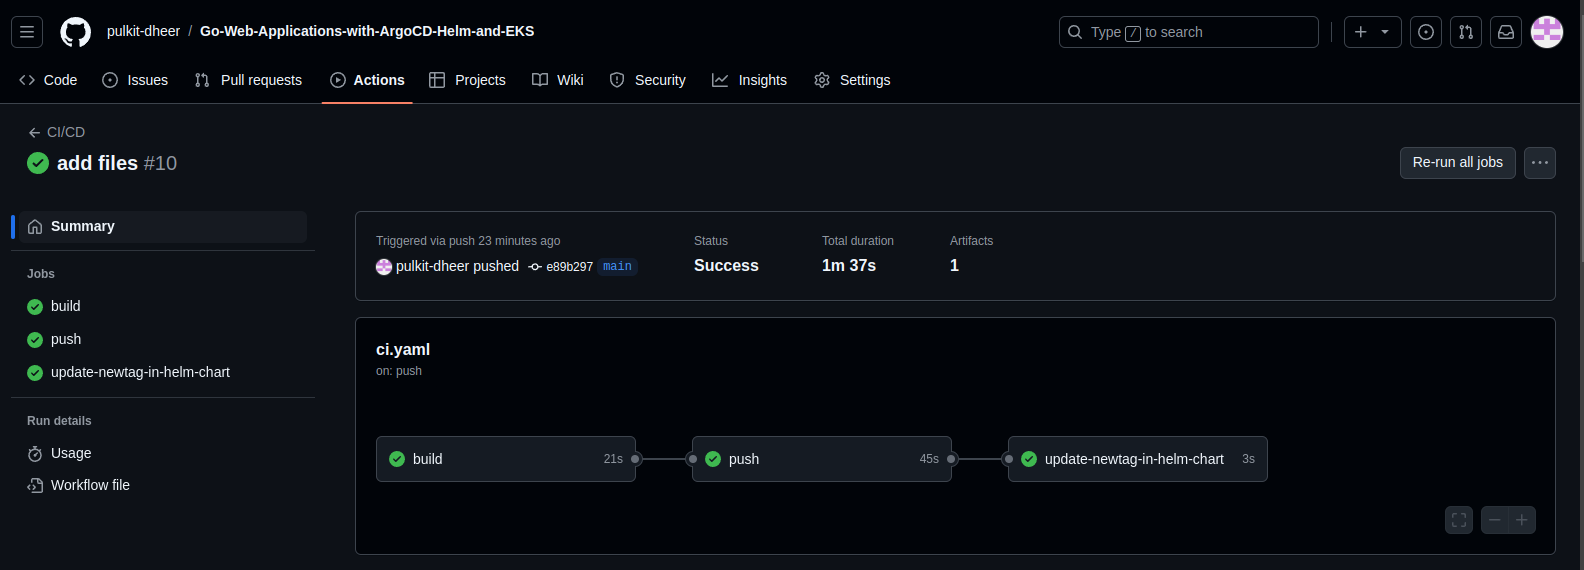 pulkit-dheer / Go-Web-Applications-with-ArgoCD-Helm-and-EKS
Type / to search
Code Issues Pull requests Actions Projects Wiki Security Insights Settings
CI/CD
add files #10
Re-run all jobs
Summary
Jobs
build
push
update-newtag-in-helm-chart
Run details
Usage
Workflow file
Triggered via push 23 minutes ago
pulkit-dheer pushed e89b297 main
Status
Success
Total duration
1m 37s
Artifacts
1
ci.yaml
on: push
build 21s
push 45s
update-newtag-in-helm-chart 3s